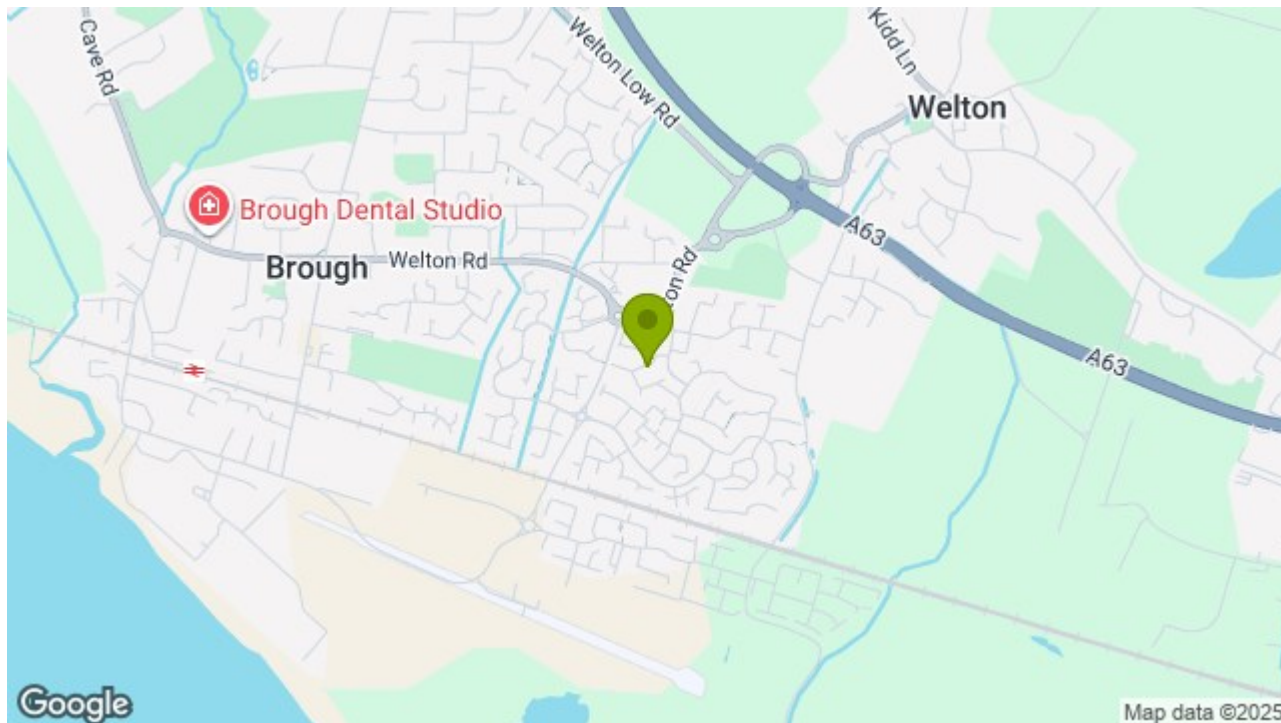 Cave Rd
Welton Low Rd
Kidd Ln
Welton
Brough Dental Studio
A63
Brough
Welton Rd
ton Rd
A63
Google
Map data ©2025